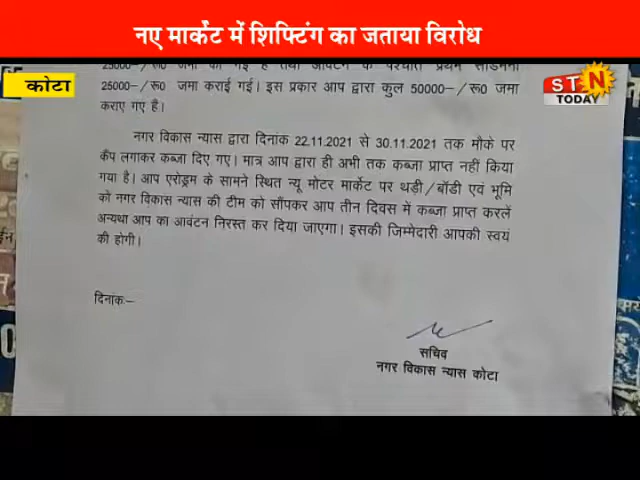 नए मार्केट में शिफ्टिंग का जताया विरोध
कोटा
STN
TODAY
25000–/रू0 जमा
25000–/रू0 जमा कराई गई। इस प्रकार आप द्वारा कुल 50000–/रू0 जमा
कराए गए है।
नगर विकास न्यास द्वारा दिनांक 22.11.2021 से 30.11.2021 तक मौके पर
कैंप लगाकर कब्जा दिए गए। मात्र आप द्वारा ही अभी तक कब्जा प्राप्त नहीं किया
गया है। आप एरोड्रम के सामने स्थित न्यू मोटर मार्केट पर थड़ी/बॉडी एवं भूमि
को नगर विकास न्यास की टीम को सौंपकर आप तीन दिवस में कब्जा प्राप्त करलें
अन्यथा आप का आवंटन निरस्त कर दिया जाएगा। इसकी जिम्मेदारी आपकी स्वयं
की होगी।
दिनांक–
सचिव
नगर विकास न्यास कोटा